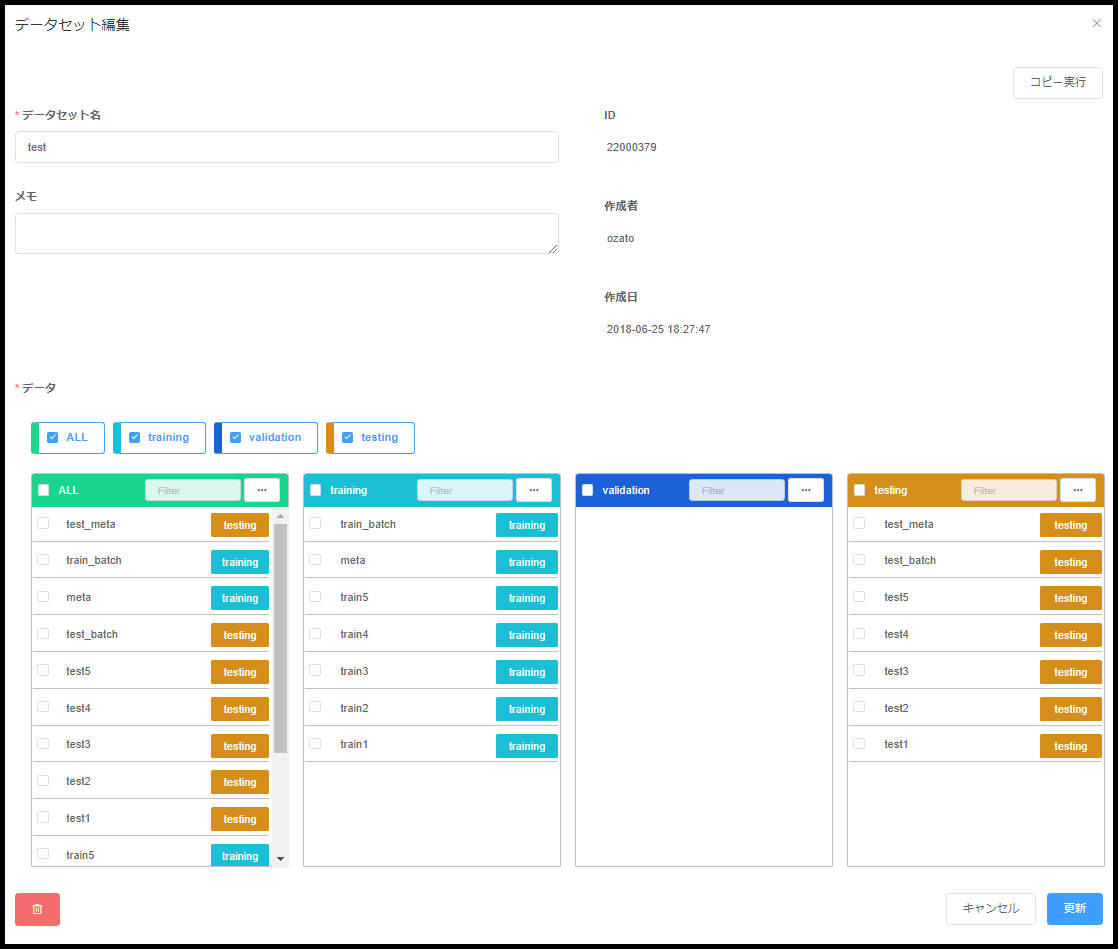 データセット編集
×
コピー実行
* データセット名
test
メモ
ID
22000379
作成者
ozato
作成日
2018-06-25 18:27:47
* データ
ALL
training
validation
testing
ALL Filter ...
test_meta testing
train_batch training
meta training
test_batch testing
test5 testing
test4 testing
test3 testing
test2 testing
test1 testing
train5 training
training Filter ...
train_batch training
meta training
train5 training
train4 training
train3 training
train2 training
train1 training
validation Filter ...
testing Filter ...
test_meta testing
test_batch testing
test5 testing
test4 testing
test3 testing
test2 testing
test1 testing
キャンセル
更新